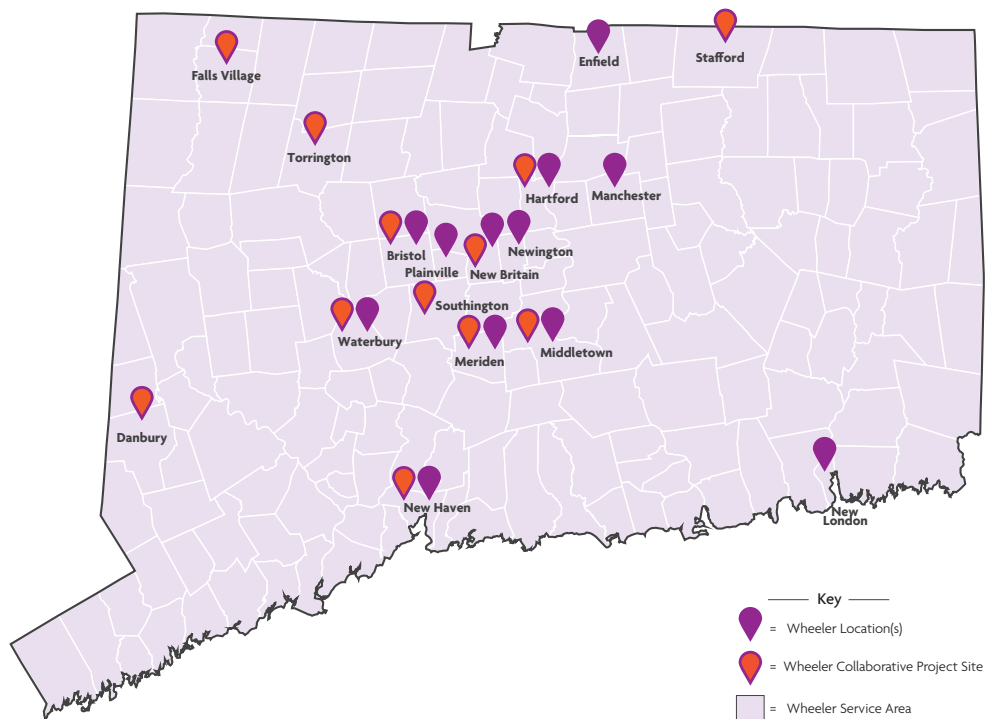 Enfield
Stafford
Falls Village
Torrington
Hartford
Manchester
Bristol
Newington
Plainville
New Britain
Southington
Waterbury
Meriden
Middletown
Danbury
New Haven
New
London
Key
= Wheeler Location(s)
= Wheeler Collaborative Project Site
= Wheeler Service Area